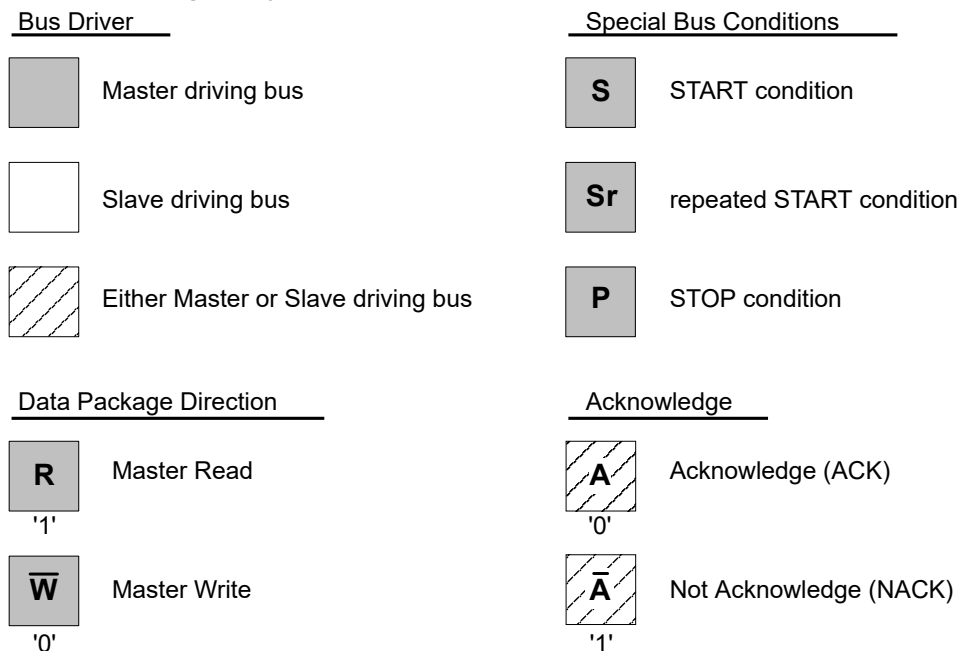 Bus Driver
Master driving bus
Slave driving bus
Either Master or Slave driving bus
Special Bus Conditions
S START condition
Sr repeated START condition
P STOP condition
Data Package Direction
R Master Read
'1'
W̅ Master Write
'0'
Acknowledge
A Acknowledge (ACK)
'0'
A̅ Not Acknowledge (NACK)
'1'